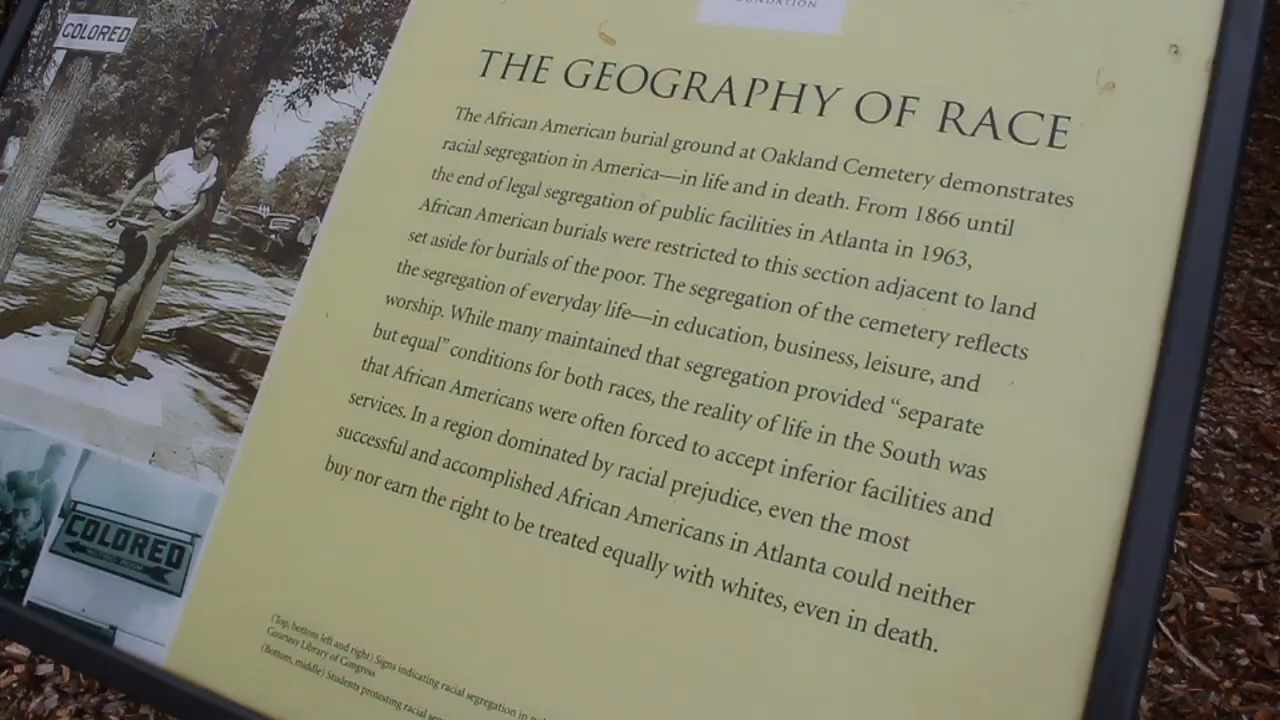 COLORED
FOUNDATION
THE GEOGRAPHY OF RACE
The African American burial ground at Oakland Cemetery demonstrates
racial segregation in America—in life and in death. From 1866 until
the end of legal segregation of public facilities in Atlanta in 1963,
African American burials were restricted to this section adjacent to land
set aside for burials of the poor. The segregation of the cemetery reflects
the segregation of everyday life—in education, business, leisure, and
worship. While many maintained that segregation provided “separate
but equal” conditions for both races, the reality of life in the South was
that African Americans were often forced to accept inferior facilities and
services. In a region dominated by racial prejudice, even the most
successful and accomplished African Americans in Atlanta could neither
buy nor earn the right to be treated equally with whites, even in death.
COLORED
(Top, bottom left and right) Signs indicating racial segregation in
Courtesy Library of Congress
(Bottom, middle) Students protesting racial